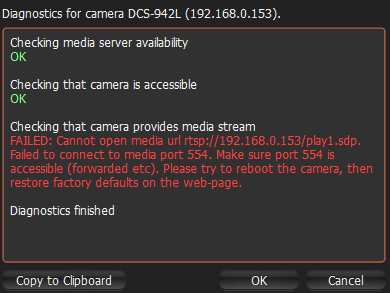 Diagnostics for camera DCS-942L (192.168.0.153).
Checking media server availability
OK
Checking that camera is accessible
OK
Checking that camera provides media stream
FAILED: Cannot open media url rtsp://192.168.0.153/play1.sdp.
Failed to connect to media port 554. Make sure port 554 is
accessible (forwarded etc). Please try to reboot the camera, then
restore factory defaults on the web-page.
Diagnostics finished
Copy to Clipboard
OK
Cancel